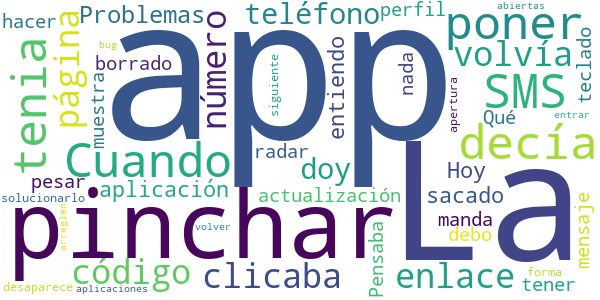 abiertas
hacer
Problemas
teléfono
perfil
poner
app
tenia
página
bug
borrado
número
siguiente
entiendo
nada
volvía
teclado
muestra
SMS
apertura
Qué
entrar
Cuando
radar
doy
decía
pesar
aplicación
Hoy
La
solucionarlo
pinchar
actualización
sacado
mensaje
arreglen
volver
Pensaba
manda
debo
código
clicaba
enlace
tener
desaparece
aplicaciones
forma